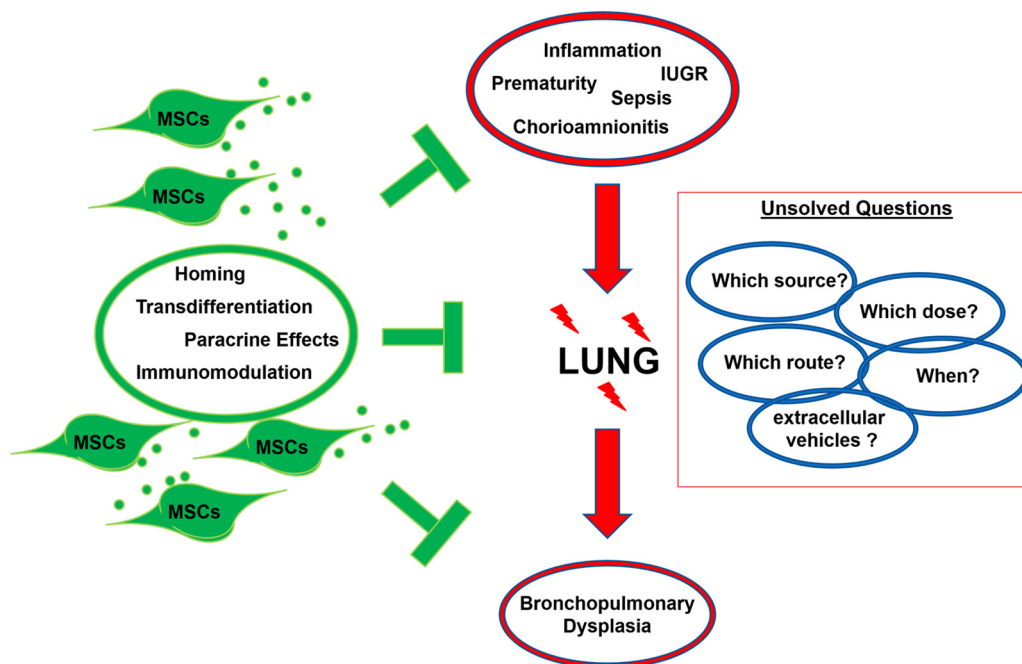 MSCs
MSCs
Homing
Transdifferentiation
Paracrine Effects
Immunomodulation
MSCs
MSCs
MSCs
Inflammation
IUGR
Prematurity
Sepsis
Chorioamnionitis
LUNG
Bronchopulmonary
Dysplasia
Unsolved Questions
Which source?
Which dose?
Which route?
When?
extracellular
vehicles ?